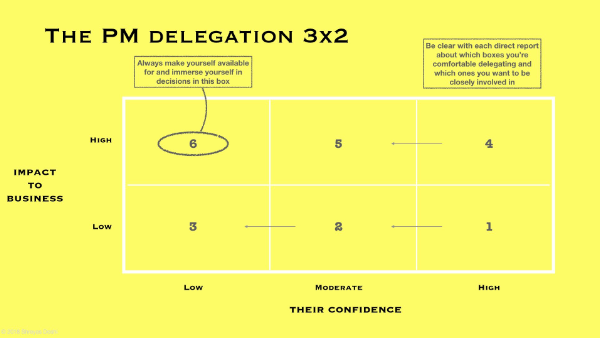 The PM delegation 3x2
Always make yourself available
for and immerse yourself in
decisions in this box
Be clear with each direct report
about which boxes you're
comfortable delegating and
which ones you want to be
closely involved in
High
6
5
4
Impact
to
business
Low
3
2
1
Low
Moderate
High
their confidence